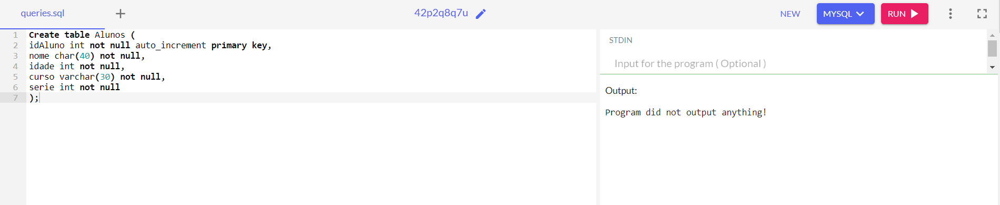 queries.sql
42p2q8q7u
NEW
MYSQL
RUN
1 Create table Alunos (
2 idAluno int not null auto_increment primary key,
3 nome char(40) not null,
4 idade int not null,
5 curso varchar(30) not null,
6 serie int not null
7 );
STDIN
Input for the program ( Optional )
Output:
Program did not output anything!